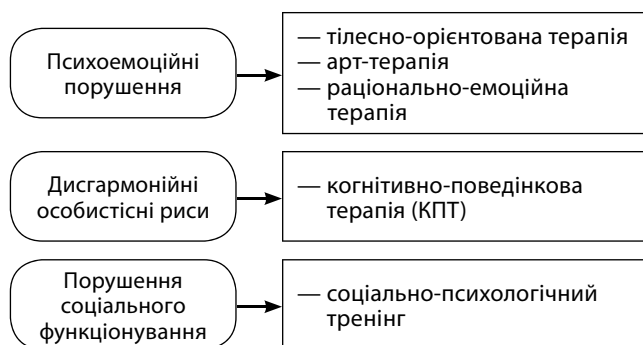 Психоемоційні
порушення
— тілесно-орієнтована терапія
— арт-терапія
— раціонально-емоційна
терапія
Дисгармонійні
особистісні риси
— когнітивно-поведінкова
терапія (КПТ)
Порушення
соціального
функціонування
— соціально-психологічний
тренінг